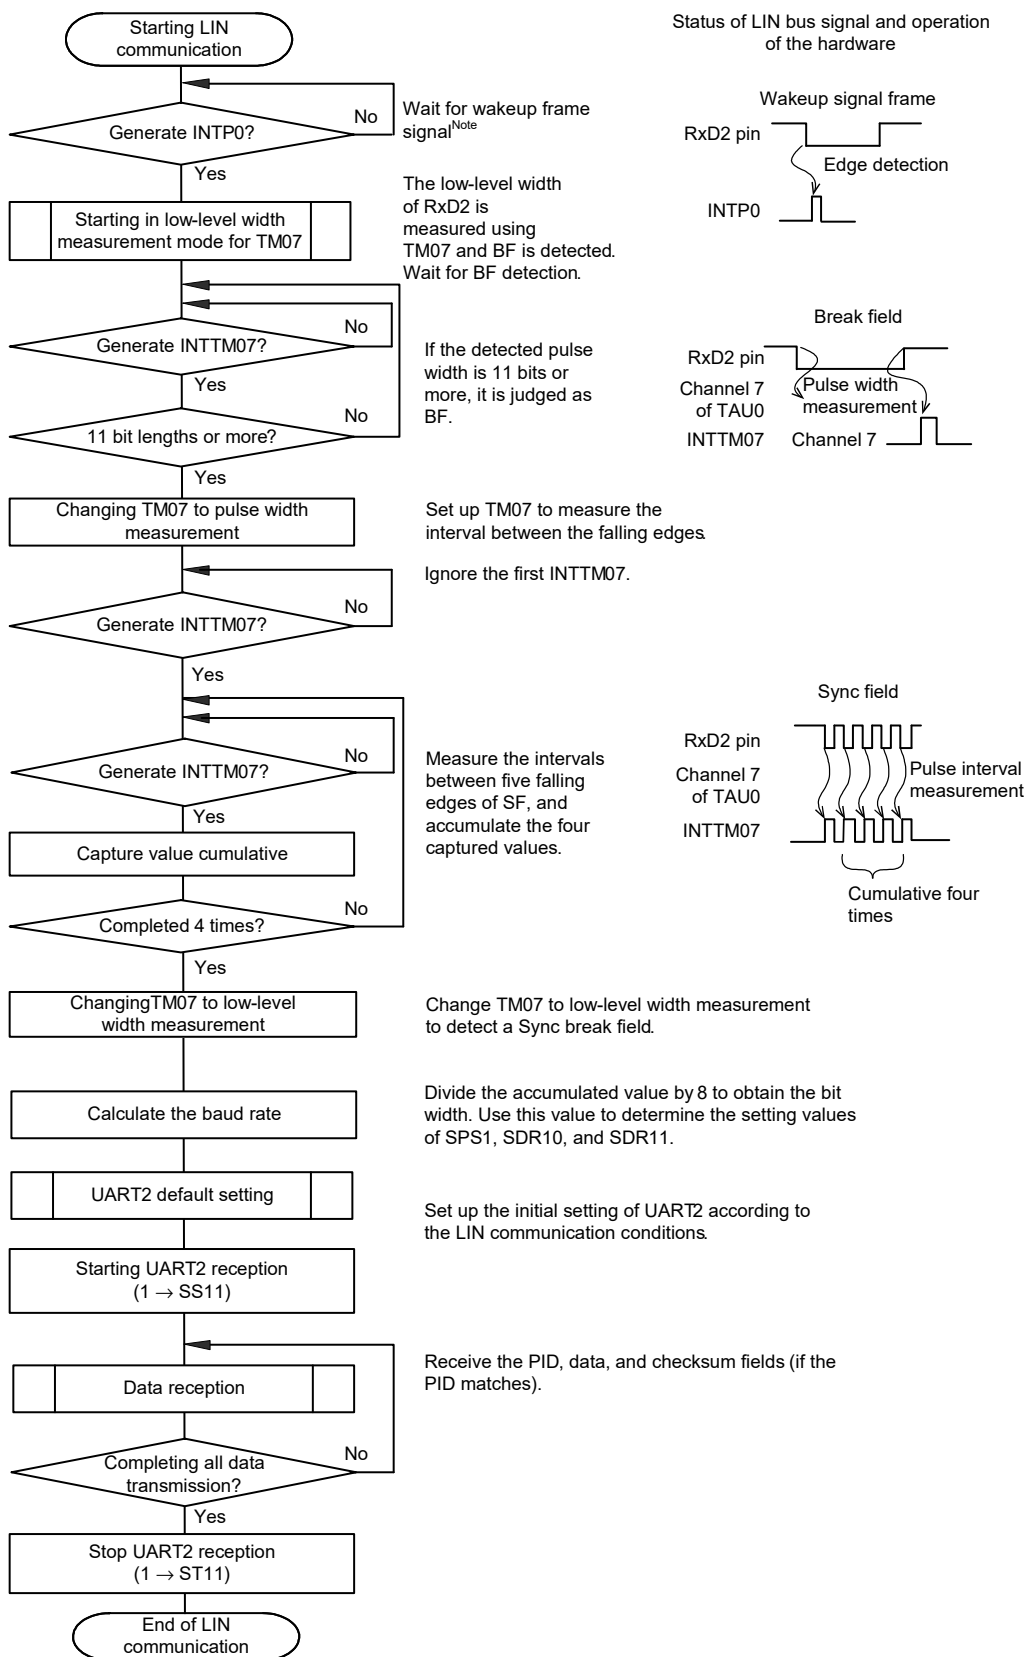 Starting LIN
communication
Status of LIN bus signal and operation
of the hardware
Generate INTP0?
No
Yes
Wait for wakeup frame
signalNote
Wakeup signal frame
RxD2 pin
Edge detection
INTP0
Starting in low-level width
measurement mode for TM07
The low-level width
of RxD2 is
measured using
TM07 and BF is detected.
Wait for BF detection.
Generate INTTM07?
No
Yes
11 bit lengths or more?
No
Yes
If the detected pulse
width is 11 bits or
more, it is judged as
BF.
Break field
RxD2 pin
Channel 7
of TAU0
Pulse width
measurement
INTTM07
Channel 7
Changing TM07 to pulse width
measurement
Set up TM07 to measure the
interval between the falling edges.
Ignore the first INTTM07.
Generate INTTM07?
No
Yes
Generate INTTM07?
No
Yes
Capture value cumulative
Completed 4 times?
No
Yes
Measure the intervals
between five falling
edges of SF, and
accumulate the four
captured values.
Sync field
RxD2 pin
Channel 7
of TAU0
Pulse interval
measurement
INTTM07
Cumulative four
times
ChangingTM07 to low-level
width measurement
Change TM07 to low-level width measurement
to detect a Sync break field.
Calculate the baud rate
Divide the accumulated value by 8 to obtain the bit
width. Use this value to determine the setting values
of SPS1, SDR10, and SDR11.
UART2 default setting
Set up the initial setting of UART2 according to
the LIN communication conditions.
Starting UART2 reception
(1 → SS11)
Data reception
Receive the PID, data, and checksum fields (if the
PID matches).
Completing all data
transmission?
No
Yes
Stop UART2 reception
(1 → ST11)
End of LIN
communication